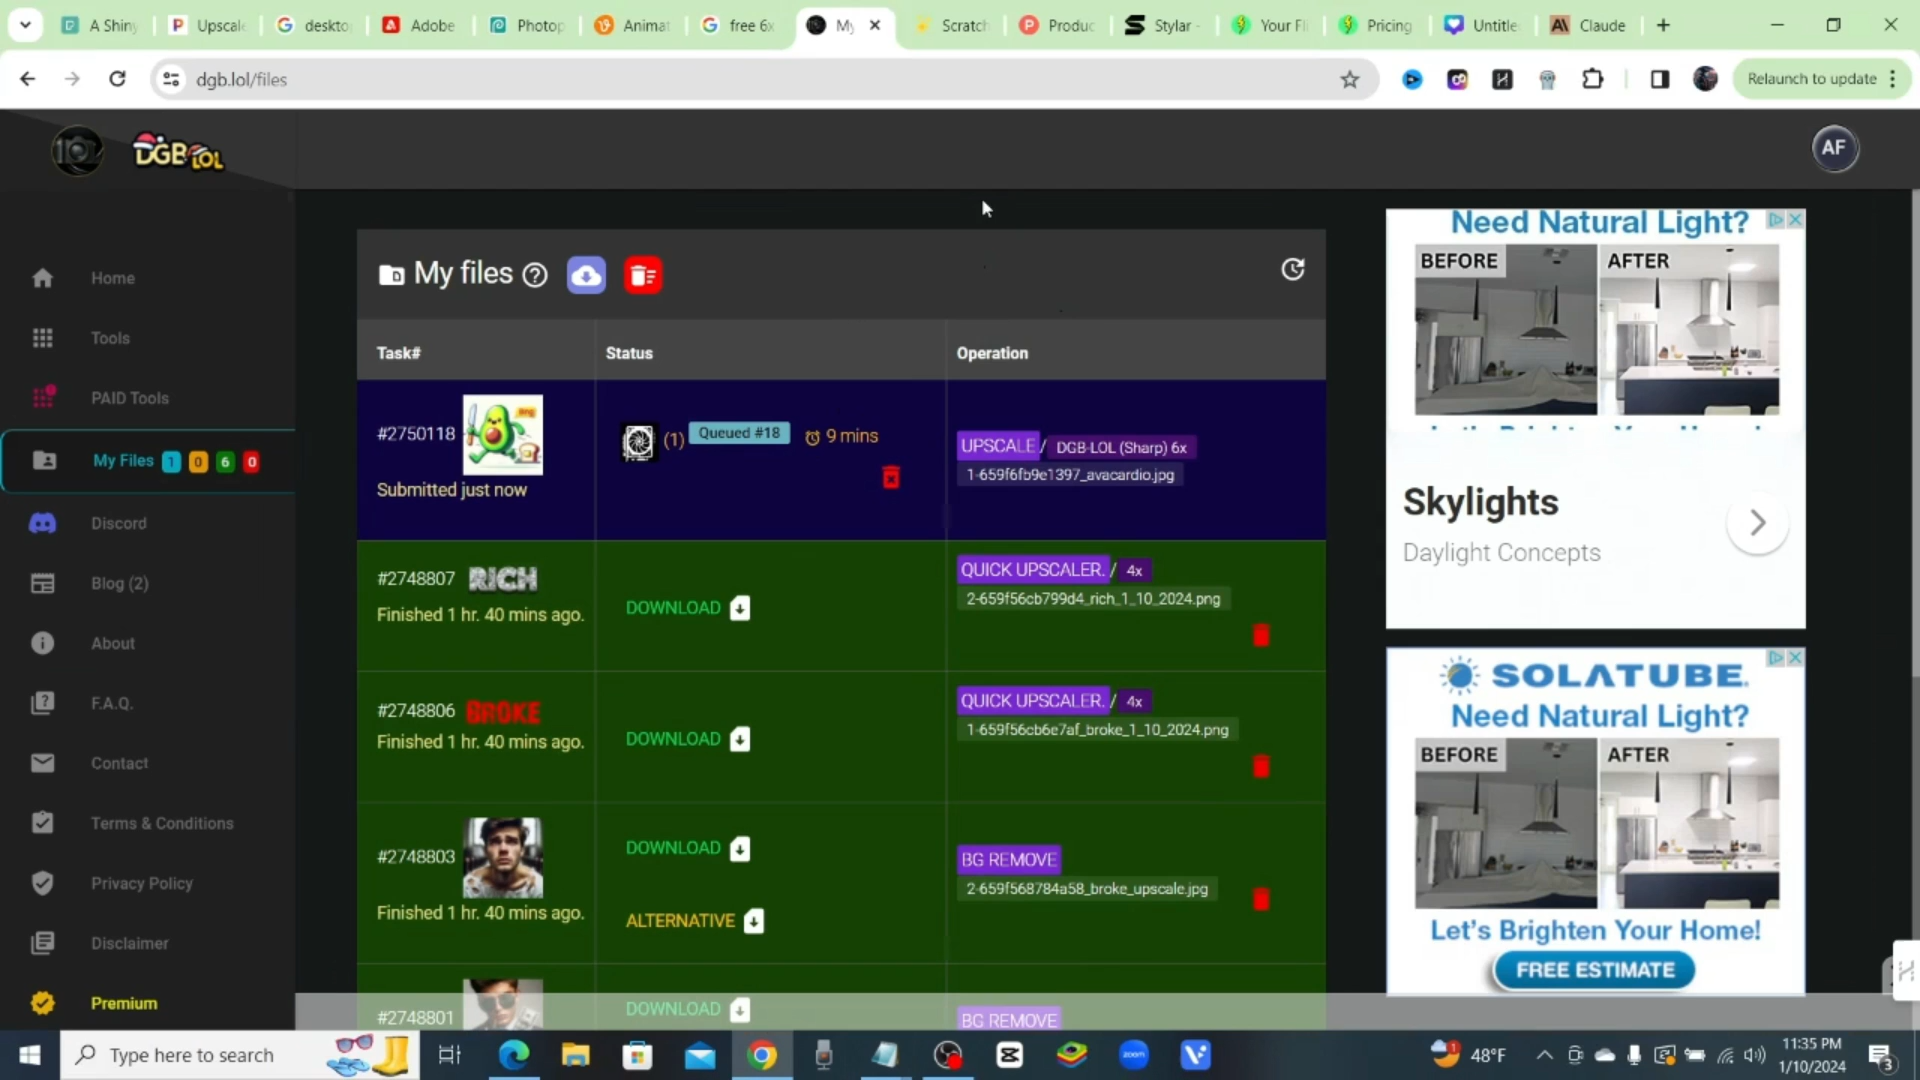 A Shiny
Upscale
deskto
Adobe
Photop
Animat
free 6x
My
Scratch
Produc
Stylar -
Your Fl
Pricing
Untitle
Claude
dgb.lol/files
Relaunch to update
DGB LOL
AF
Home
Tools
PAID Tools
My Files 1 0 6 0
Discord
Blog (2)
About
F.A.Q.
Contact
Terms & Conditions
Privacy Policy
Disclaimer
Premium
My files
Task#
Status
Operation
#2750118
Submitted just now
(1) Queued #18 9 mins
UPSCALE / DGB-LOL (Sharp) 6x
1-659f6fb9e1397_avacardio.jpg
#2748807 RICH
Finished 1 hr. 40 mins ago.
DOWNLOAD
QUICK UPSCALER. / 4x
2-659f56cb799d4_rich_1_10_2024.png
#2748806 BROKE
Finished 1 hr. 40 mins ago.
DOWNLOAD
QUICK UPSCALER. / 4x
1-659f56cb6e7af_broke_1_10_2024.png
#2748803
Finished 1 hr. 40 mins ago.
DOWNLOAD
ALTERNATIVE
BG REMOVE
2-659f568784a58_broke_upscale.jpg
#2748801
DOWNLOAD
BG REMOVE
Need Natural Light?
BEFORE
AFTER
Skylights
Daylight Concepts
SOLATUBE.
Need Natural Light?
BEFORE
AFTER
Let's Brighten Your Home!
FREE ESTIMATE
Type here to search
zoom
48°F
11:35 PM
1/10/2024
3